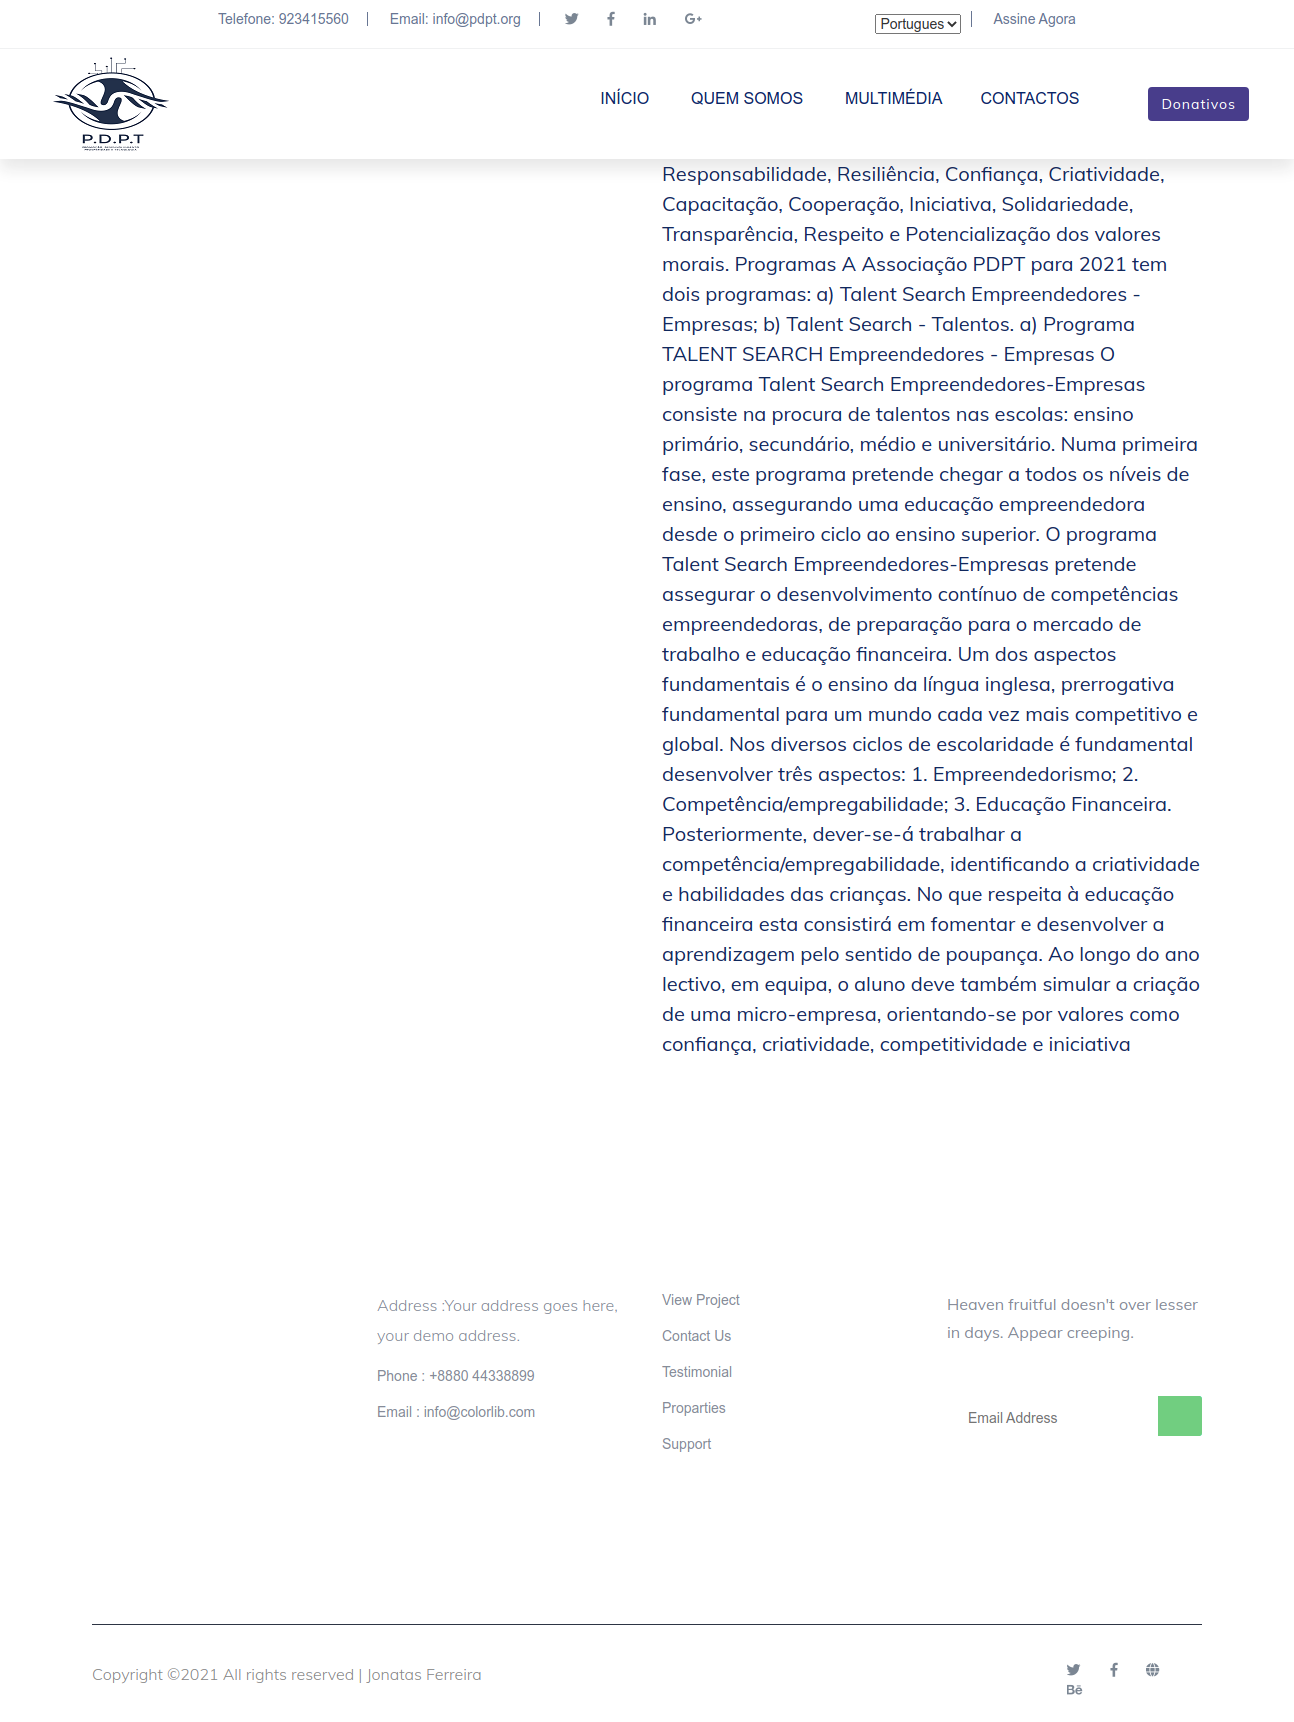 Telefone: 923415560
Email: info@pdpt.org
Portugues
Assine Agora
P.D.P.T
INÍCIO
QUEM SOMOS
MULTIMÉDIA
CONTACTOS
Donativos
Responsabilidade, Resiliência, Confiança, Criatividade,
Capacitação, Cooperação, Iniciativa, Solidariedade,
Transparência, Respeito e Potencialização dos valores
morais. Programas A Associação PDPT para 2021 tem
dois programas: a) Talent Search Empreendedores -
Empresas; b) Talent Search - Talentos. a) Programa
TALENT SEARCH Empreendedores - Empresas O
programa Talent Search Empreendedores-Empresas
consiste na procura de talentos nas escolas: ensino
primário, secundário, médio e universitário. Numa primeira
fase, este programa pretende chegar a todos os níveis de
ensino, assegurando uma educação empreendedora
desde o primeiro ciclo ao ensino superior. O programa
Talent Search Empreendedores-Empresas pretende
assegurar o desenvolvimento contínuo de competências
empreendedoras, de preparação para o mercado de
trabalho e educação financeira. Um dos aspectos
fundamentais é o ensino da língua inglesa, prerrogativa
fundamental para um mundo cada vez mais competitivo e
global. Nos diversos ciclos de escolaridade é fundamental
desenvolver três aspectos: 1. Empreendedorismo; 2.
Competência/empregabilidade; 3. Educação Financeira.
Posteriormente, dever-se-á trabalhar a
competência/empregabilidade, identificando a criatividade
e habilidades das crianças. No que respeita à educação
financeira esta consistirá em fomentar e desenvolver a
aprendizagem pelo sentido de poupança. Ao longo do ano
lectivo, em equipa, o aluno deve também simular a criação
de uma micro-empresa, orientando-se por valores como
confiança, criatividade, competitividade e iniciativa
Address :Your address goes here,
your demo address.
Phone : +8880 44338899
Email : info@colorlib.com
View Project
Contact Us
Testimonial
Proparties
Support
Heaven fruitful doesn't over lesser
in days. Appear creeping.
Email Address
Copyright ©2021 All rights reserved | Jonatas Ferreira